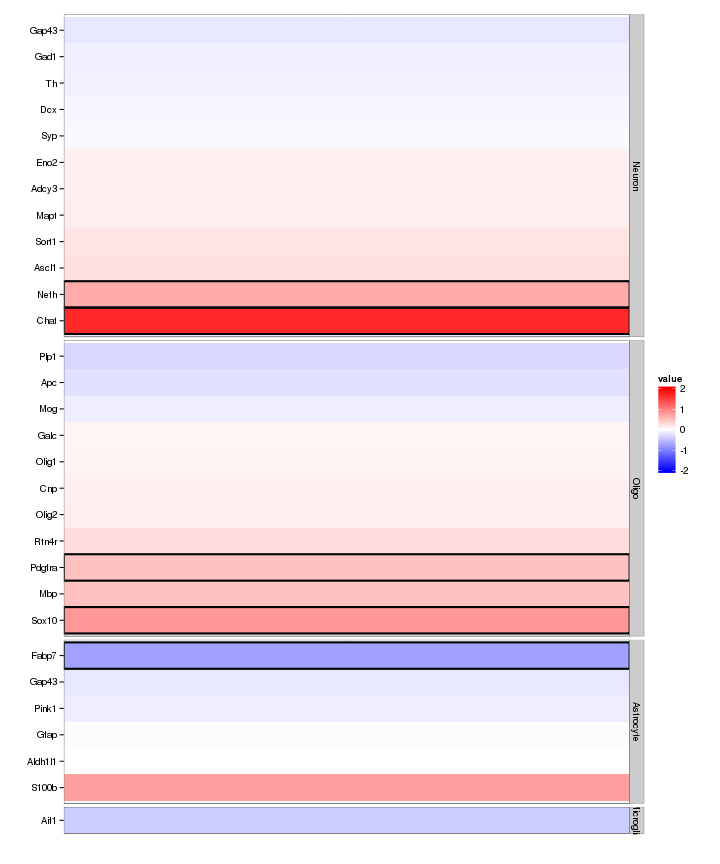 Gap43
Gad1
Th
Dcx
Syp
Eno2
Adcy3
Mapt
Sorl1
Ascl1
Nefh
Chat
Neuron
Plp1
Apc
Mog
Galc
Olig1
Cnp
Olig2
Rtn4r
Pdgfra
Mbp
Sox10
Oligo
Fabp7
Gap43
Pink1
Gfap
Aldh1l1
S100b
Astrocyte
Aif1
value
2
1
0
-1
-2